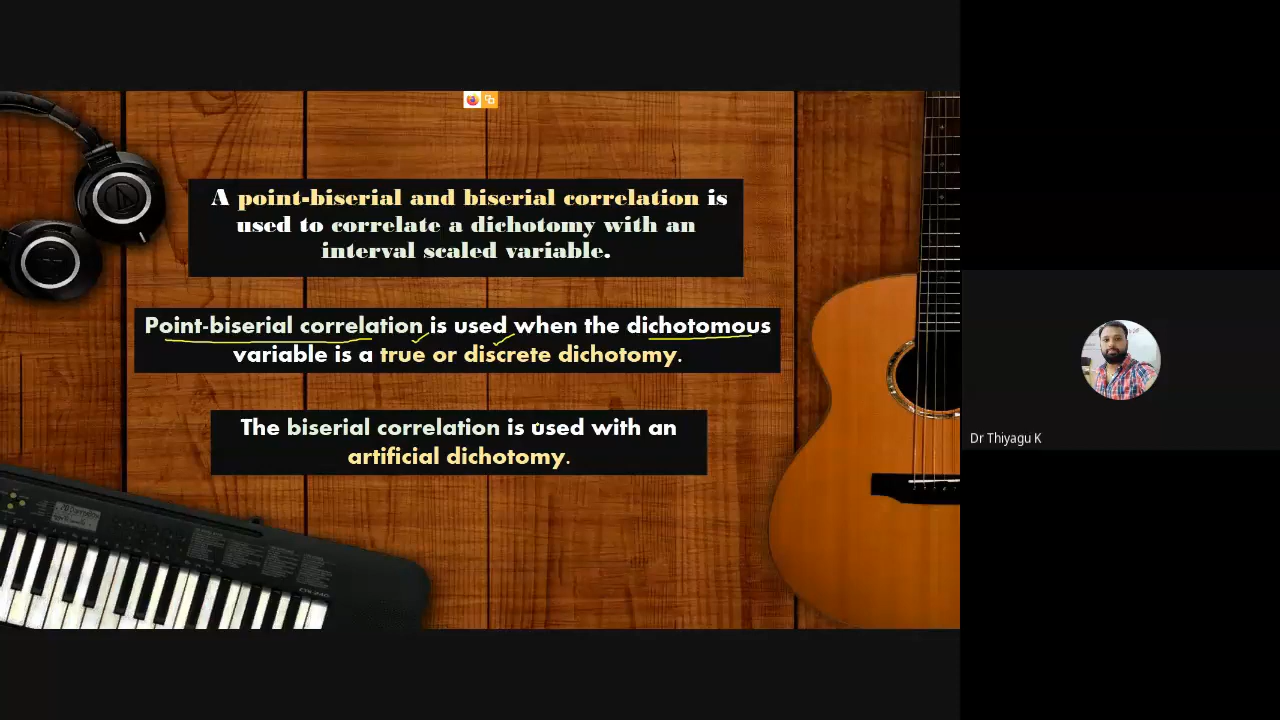 A point-biserial and biserial correlation is
used to correlate a dichotomy with an
interval scaled variable.
Point-biserial correlation is used when the dichotomous
variable is a true or discrete dichotomy.
The biserial correlation is used with an
artificial dichotomy.
Dr Thiyagu K